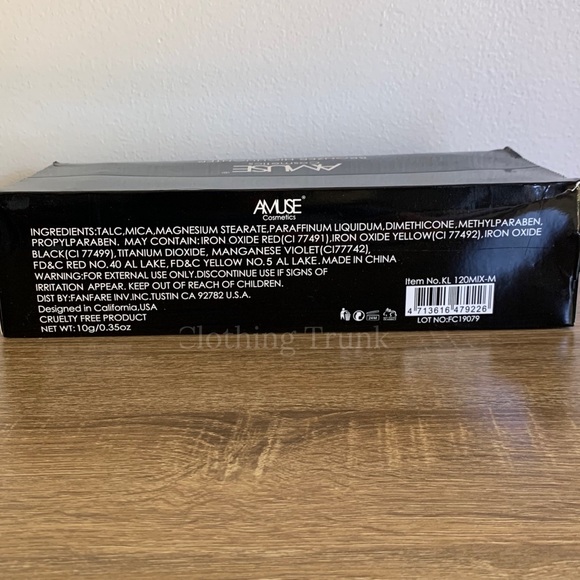 AMUSE
AMUSE®
Cosmetics
INGREDIENTS:TALC,MICA,MAGNESIUM STEARATE,PARAFFINUM LIQUIDUM,DIMETHICONE,METHYLPARABEN,
PROPYLPARABEN. MAY CONTAIN: IRON OXIDE RED(CI 77491),IRON OXIDE YELLOW(CI 77492),IRON OXIDE
BLACK(CI 77499),TITANIUM DIOXIDE, MANGANESE VIOLET(CI77742),
FD&C RED NO.40 AL LAKE, FD&C YELLOW NO.5 AL LAKE.MADE IN CHINA
WARNING:FOR EXTERNAL USE ONLY.DISCONTINUE USE IF SIGNS OF
IRRITATION APPEAR. KEEP OUT OF REACH OF CHILDREN.
DIST BY:FANFARE INV.INC.TUSTIN CA 92782 U.S.A.
Designed in California,USA
CRUELTY FREE PRODUCT
NET WT:10g/0.35oz
Item No.KL 120MIX-M
4 713616 479226
LOT NO:FC19079
Clothing Trunk